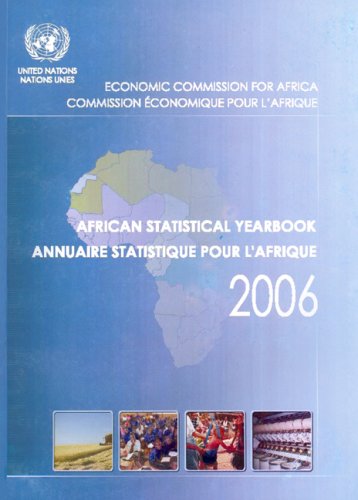 UNITED NATIONS
NATIONS UNIES
ECONOMIC COMMISSION FOR AFRICA
COMMISSION ÉCONOMIQUE POUR L'AFRIQUE
AFRICAN STATISTICAL YEARBOOK
ANNUAIRE STATISTIQUE POUR L'AFRIQUE
2006